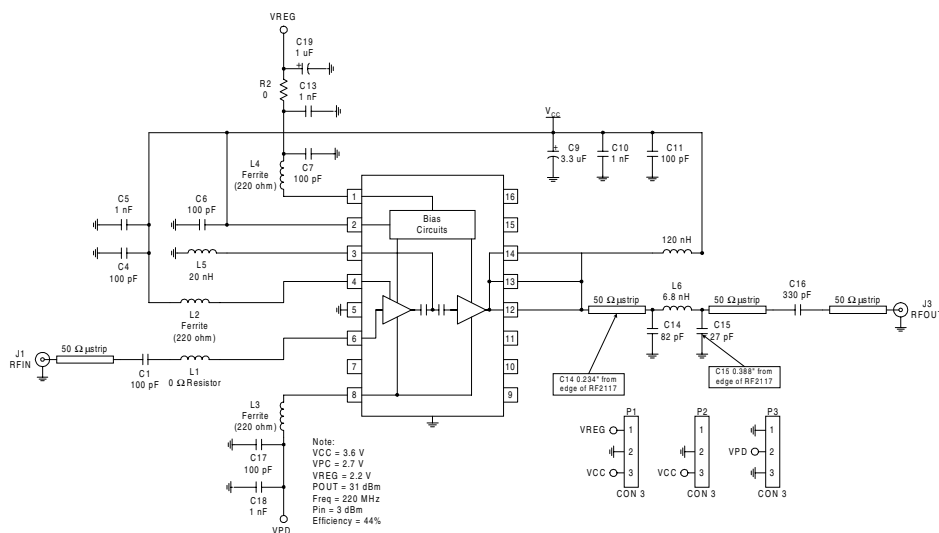 VREG
C19
1 uF
+
R2
0
C13
1 nF
VCC
L4
Ferrite
(220 ohm)
C7
100 pF
+
C9
3.3 uF
C10
1 nF
C11
100 pF
C5
1 nF
C6
100 pF
1
16
2
Bias
Circuits
15
3
14
120 nH
C4
100 pF
L5
20 nH
4
13
L2
Ferrite
(220 ohm)
5
12
50 Ω µstrip
L6
6.8 nH
50 Ω µstrip
C16
330 pF
50 Ω µstrip
J3
RFOUT
C14
82 pF
C15
27 pF
J1
RFIN
50 Ω µstrip
C1
100 pF
L1
0 Ω Resistor
6
11
7
10
8
9
C14 0.234" from
edge of RF2117
C15 0.388" from
edge of RF2117
L3
Ferrite
(220 ohm)
C17
100 pF
C18
1 nF
VPD
Note:
VCC = 3.6 V
VPC = 2.7 V
VREG = 2.2 V
POUT = 31 dBm
Freq = 220 MHz
Pin = 3 dBm
Efficiency = 44%
P1
VREG
1
2
VCC
3
CON 3
P2
1
2
VCC
3
CON 3
P3
1
VPD
2
3
CON 3